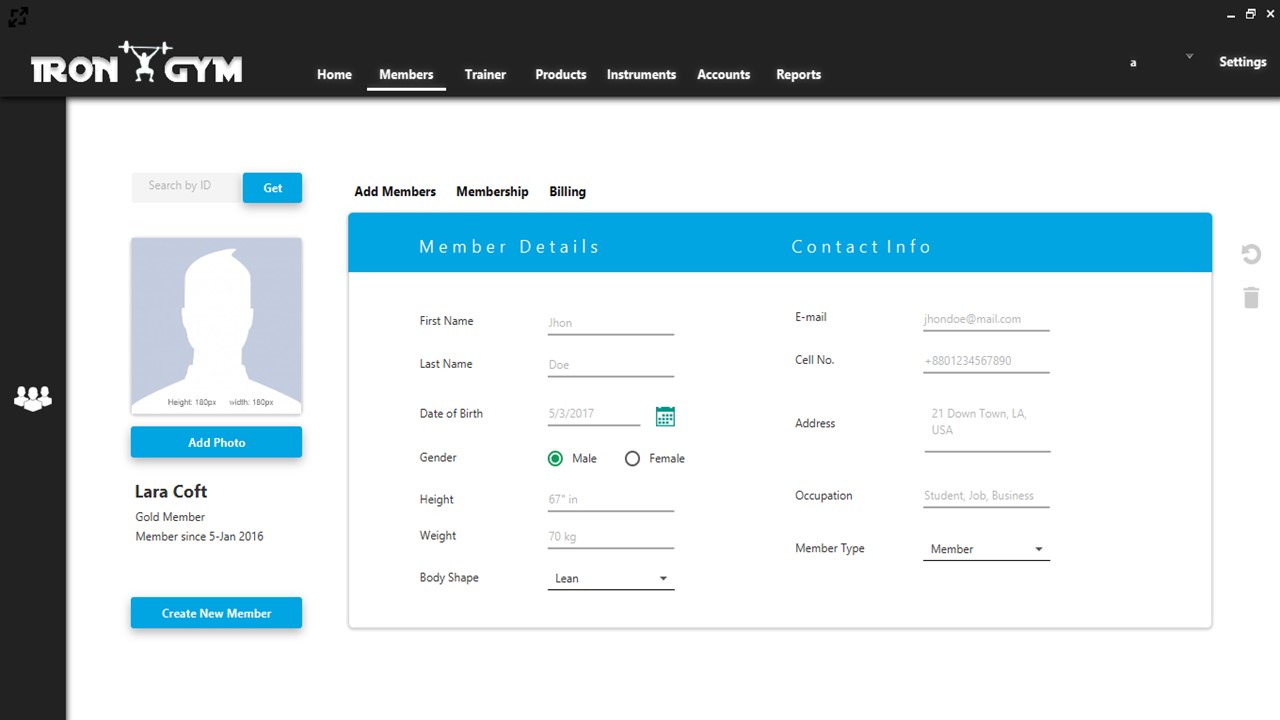 IRON GYM
Home Members Trainer Products Instruments Accounts Reports
a
Settings
Search by ID
Get
Height: 180px width: 180px
Add Photo
Lara Coft
Gold Member
Member since 5-Jan 2016
Create New Member
Add Members Membership Billing
Member Details
First Name Jhon
Last Name Doe
Date of Birth 5/3/2017
Gender Male Female
Height 67" in
Weight 70 kg
Body Shape Lean
Contact Info
E-mail jhondoe@mail.com
Cell No. +8801234567890
Address 21 Down Town, LA,
USA
Occupation Student, Job, Business
Member Type Member